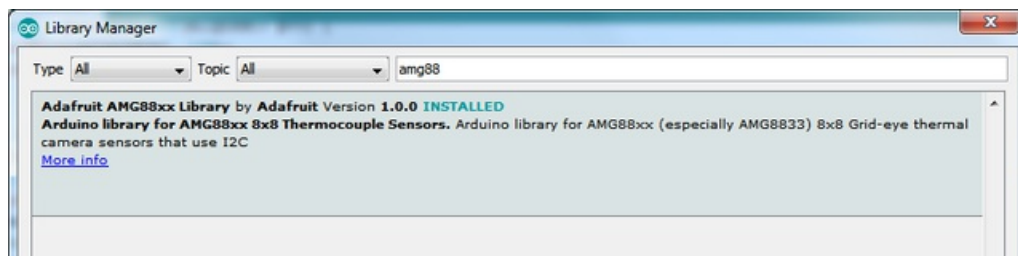 Library Manager
Type All Topic All amg88
Adafruit AMG88xx Library by Adafruit Version 1.0.0 INSTALLED
Arduino library for AMG88xx 8x8 Thermocouple Sensors. Arduino library for AMG88xx (especially AMG8833) 8x8 Grid-eye thermal
camera sensors that use I2C
More info